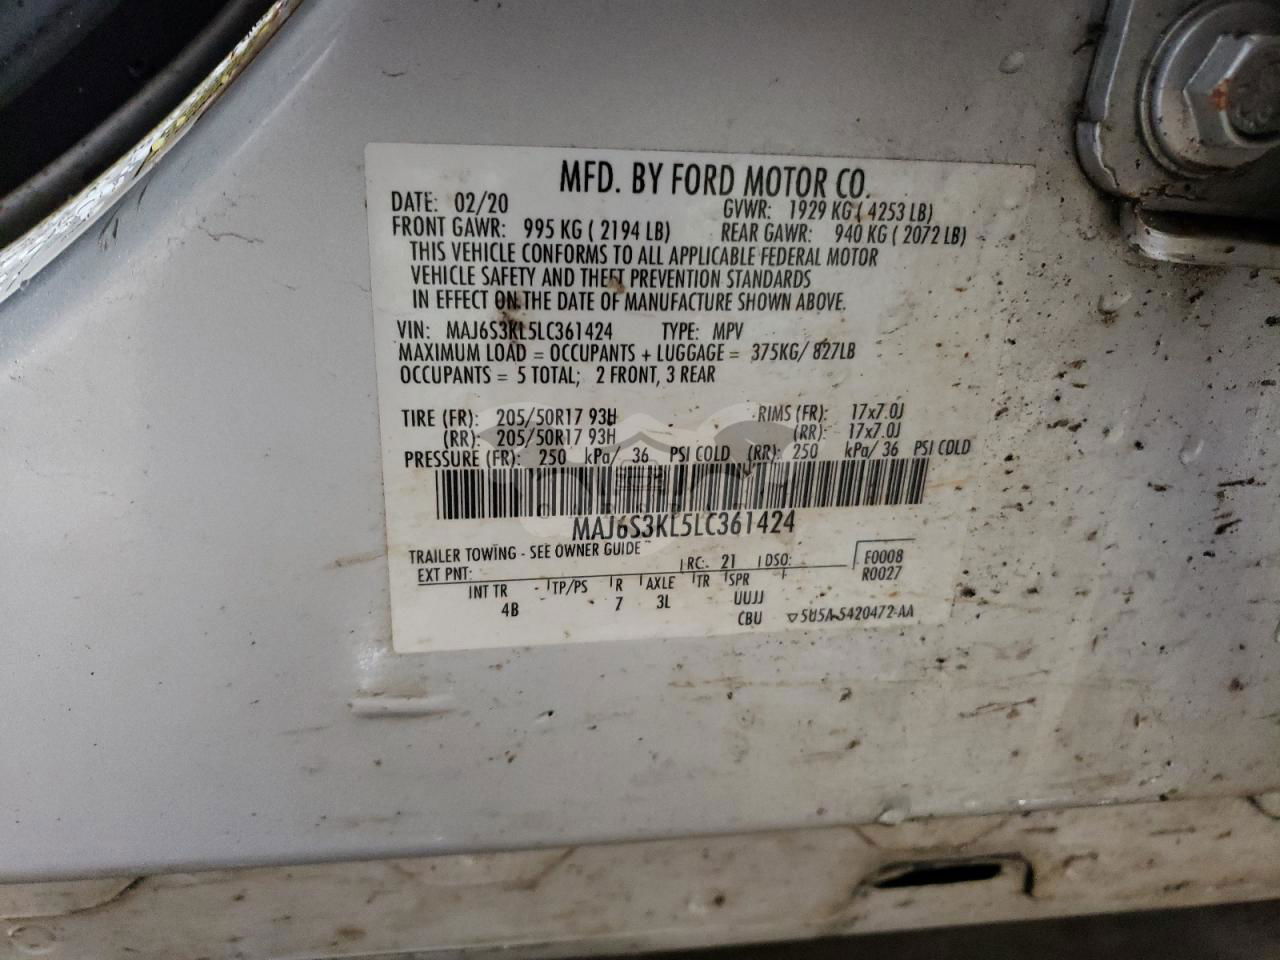 MFD. BY FORD MOTOR CO.
DATE: 02/20 GVWR: 1929 KG ( 4253 LB)
FRONT GAWR: 995 KG ( 2194 LB) REAR GAWR: 940 KG ( 2072 LB)
THIS VEHICLE CONFORMS TO ALL APPLICABLE FEDERAL MOTOR
VEHICLE SAFETY AND THEFT PREVENTION STANDARDS
IN EFFECT ON THE DATE OF MANUFACTURE SHOWN ABOVE.
VIN: MAJ6S3KL5LC361424 TYPE: MPV
MAXIMUM LOAD = OCCUPANTS + LUGGAGE = 375KG/ 827LB
OCCUPANTS = 5 TOTAL; 2 FRONT, 3 REAR
TIRE (FR): 205/50R17 93H RIMS (FR): 17x7.0J
(RR): 205/50R17 93H (RR): 17x7.0J
PRESSURE (FR): 250 kPa/ 36 PSI COLD (RR): 250 kPa/ 36 PSI COLD
MAJ6S3KL5LC361424
TRAILER TOWING - SEE OWNER GUIDE
EXT PNT: RC: 21 DSO: F0008
R0027
INT TR TP/PS R AXLE TR SPR
4B 7 3L UUJJ
CBU 5U5A-5420472-AA